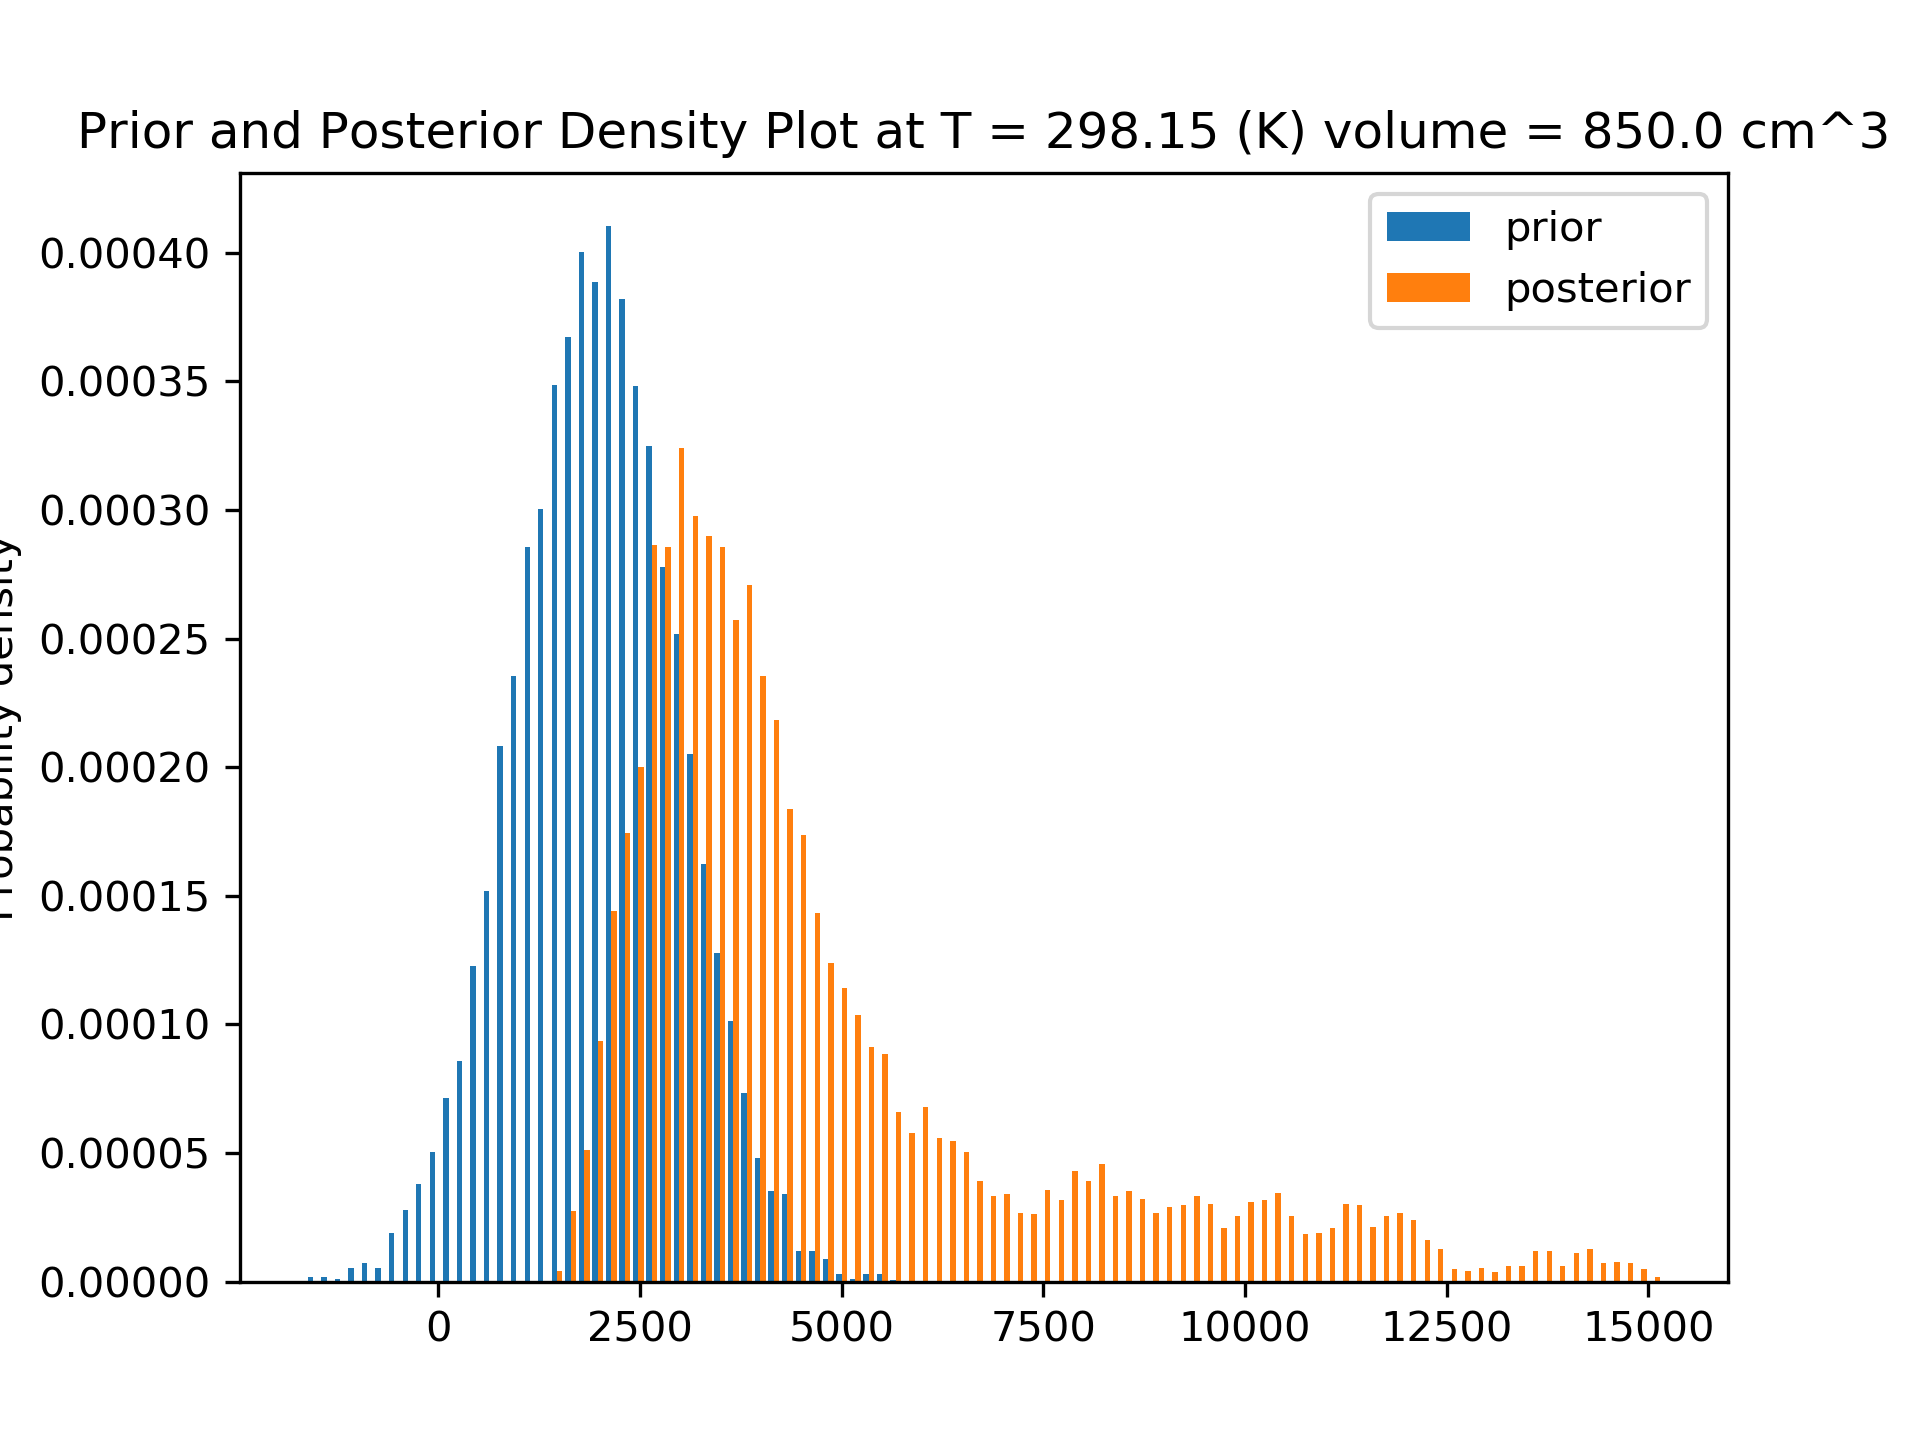 Prior and Posterior Density Plot at T = 298.15 (K) volume = 850.0 cm^3
prior
posterior
0.00040
0.00035
0.00030
0.00025
0.00020
0.00015
0.00010
0.00005
0.00000
Probability density
0 2500 5000 7500 10000 12500 15000